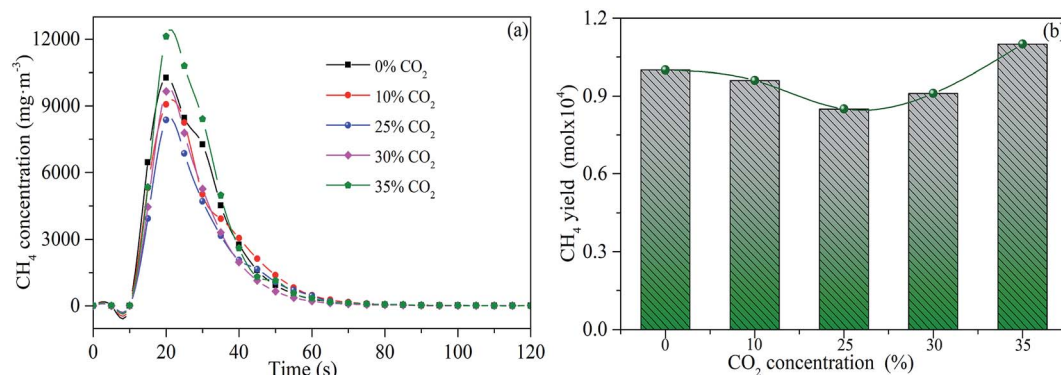 (a)
CH₄ concentration (mg·m⁻³)
12000
9000
6000
3000
0
0% CO₂
10% CO₂
25% CO₂
30% CO₂
35% CO₂
0 20 40 60 80 100 120
Time (s)
(b)
CH₄ yield (molx10⁴)
1.2
0.9
0.6
0.3
0.0
0 10 25 30 35
CO₂ concentration (%)